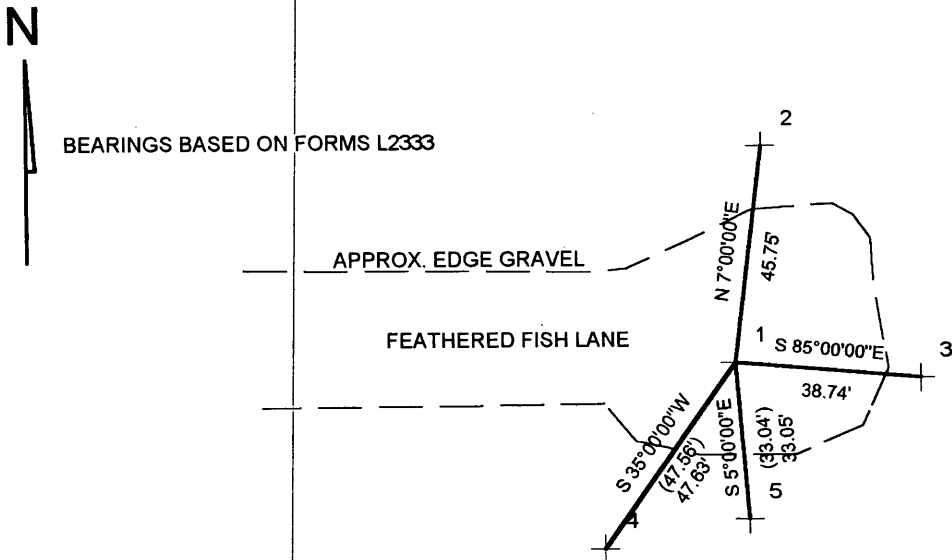 N
BEARINGS BASED ON FORMS L2333
2
N 7°00'00"E
45.75'
APPROX. EDGE GRAVEL
FEATHERED FISH LANE
1
S 85°00'00"E
3
38.74'
S 35°00'00"W
(47.56')
47.63'
S 5°00'00"E
(33.04')
33.05'
4
5